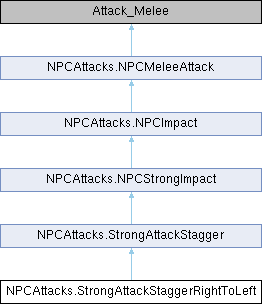 Attack_Melee
NPCAttacks.NPCMeleeAttack
NPCAttacks.NPCImpact
NPCAttacks.NPCStrongImpact
NPCAttacks.StrongAttackStagger
NPCAttacks.StrongAttackStaggerRightToLeft